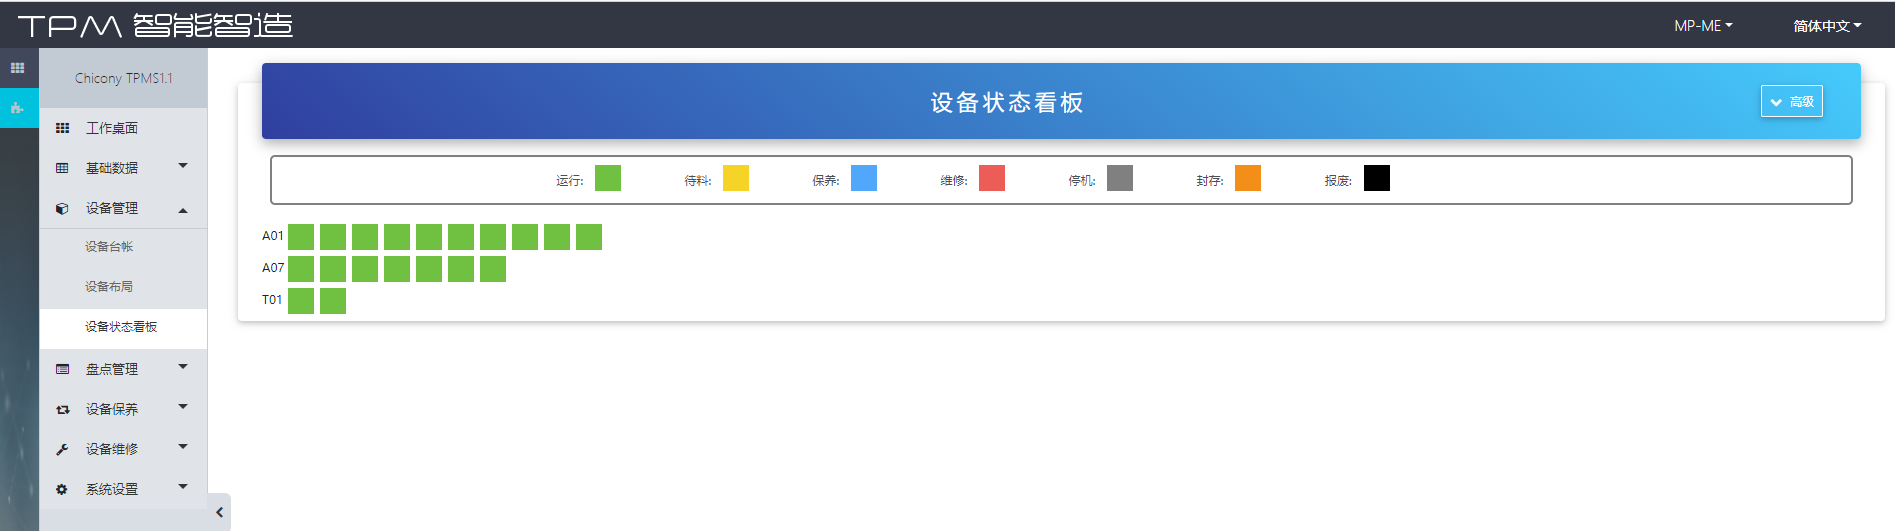 TPM 智能智造
MP-ME
简体中文
Chicony TPMS1.1
工作桌面
基础数据
设备管理
设备台帐
设备布局
设备状态看板
盘点管理
设备保养
设备维修
系统设置
设备状态看板
高级
运行: 待料: 保养: 维修: 停机: 封存: 报废:
A01
A07
T01